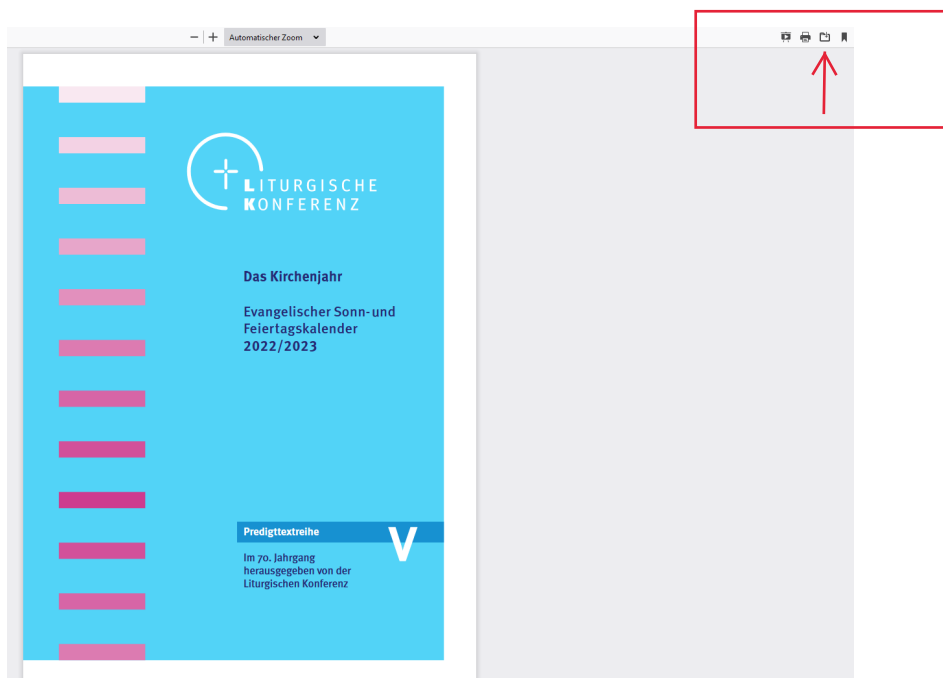 Automatischer Zoom
LITURGISCHE
KONFERENZ
Das Kirchenjahr
Evangelischer Sonn- und
Feiertagskalender
2022/2023
Predigttextreihe
V
Im 70. Jahrgang
herausgegeben von der
Liturgischen Konferenz